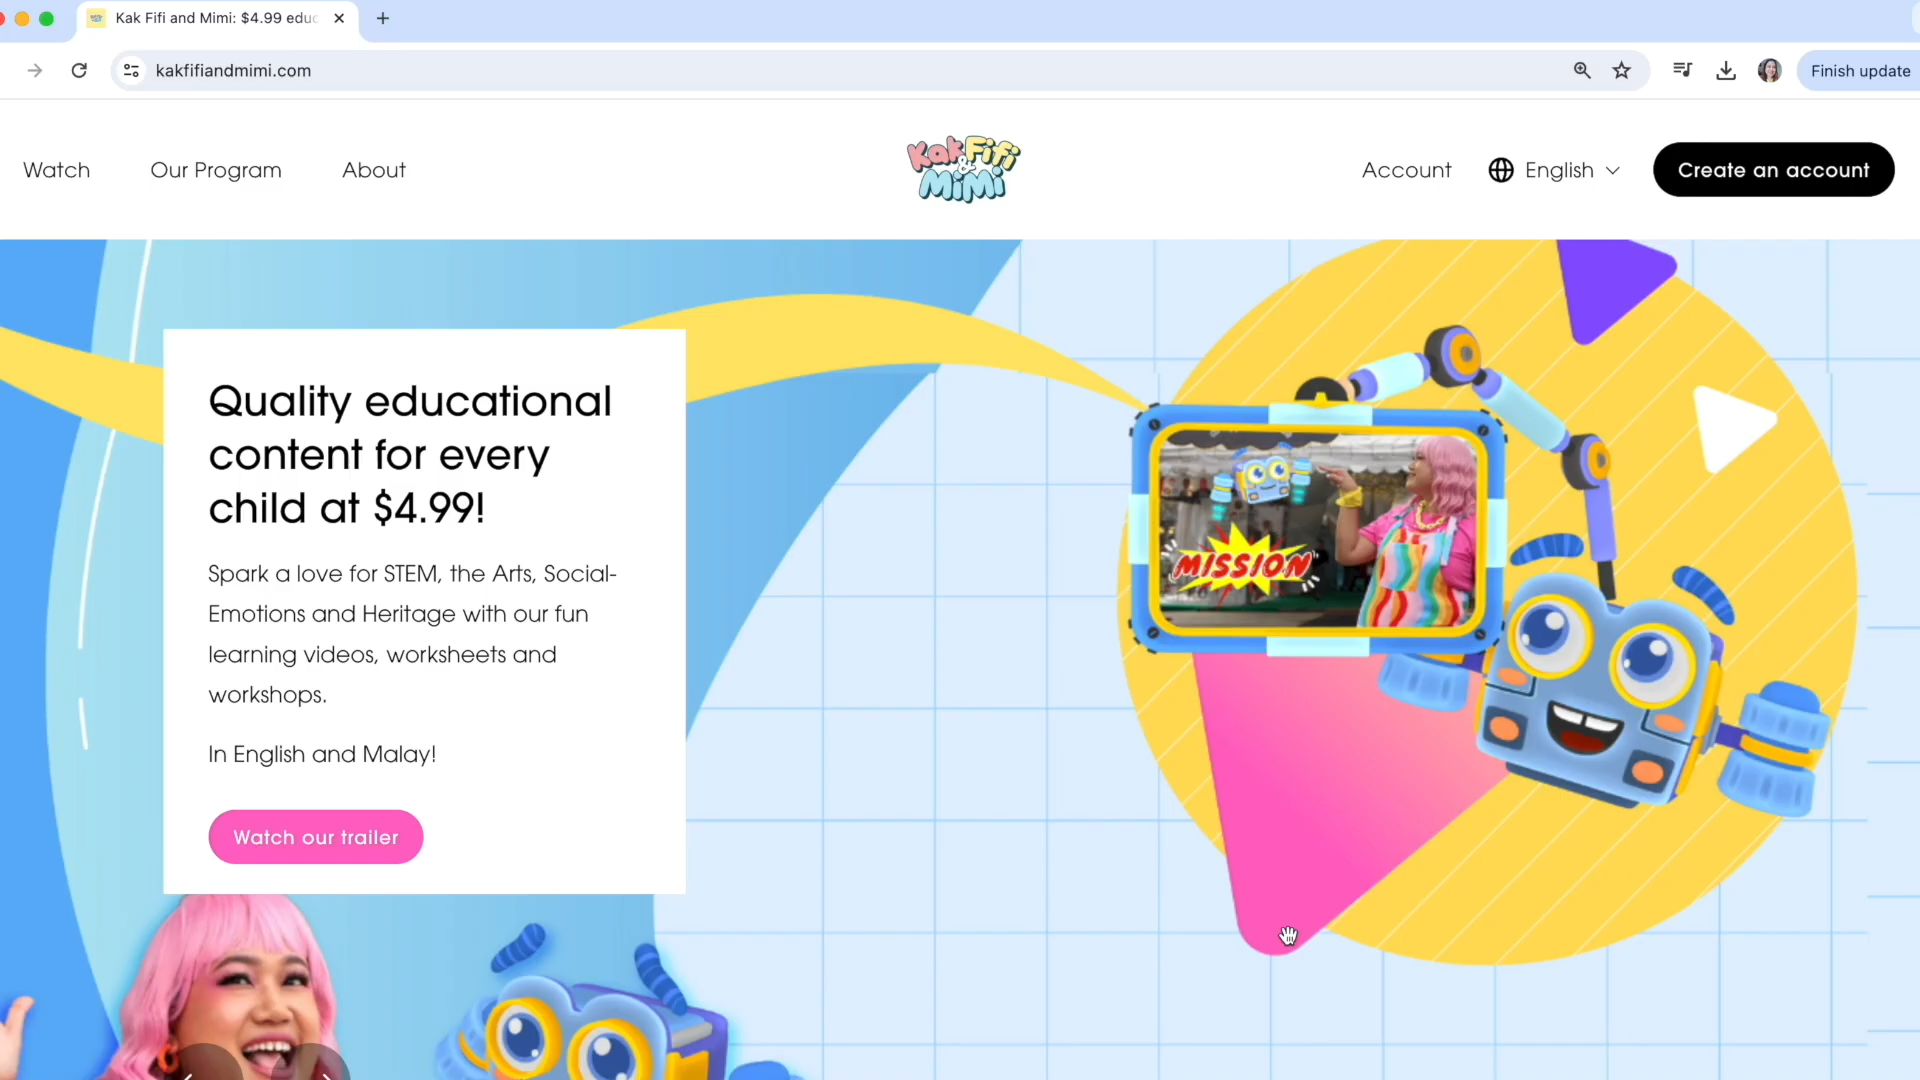 Kak Fifi and Mimi: $4.99 educ
kakfifiandmimi.com
Finish update
Watch
Our Program
About
Kak Fifi
&
MiMi
Account
English
Create an account
Quality educational
content for every
child at $4.99!
Spark a love for STEM, the Arts, Social-
Emotions and Heritage with our fun
learning videos, worksheets and
workshops.
In English and Malay!
Watch our trailer
MISSION